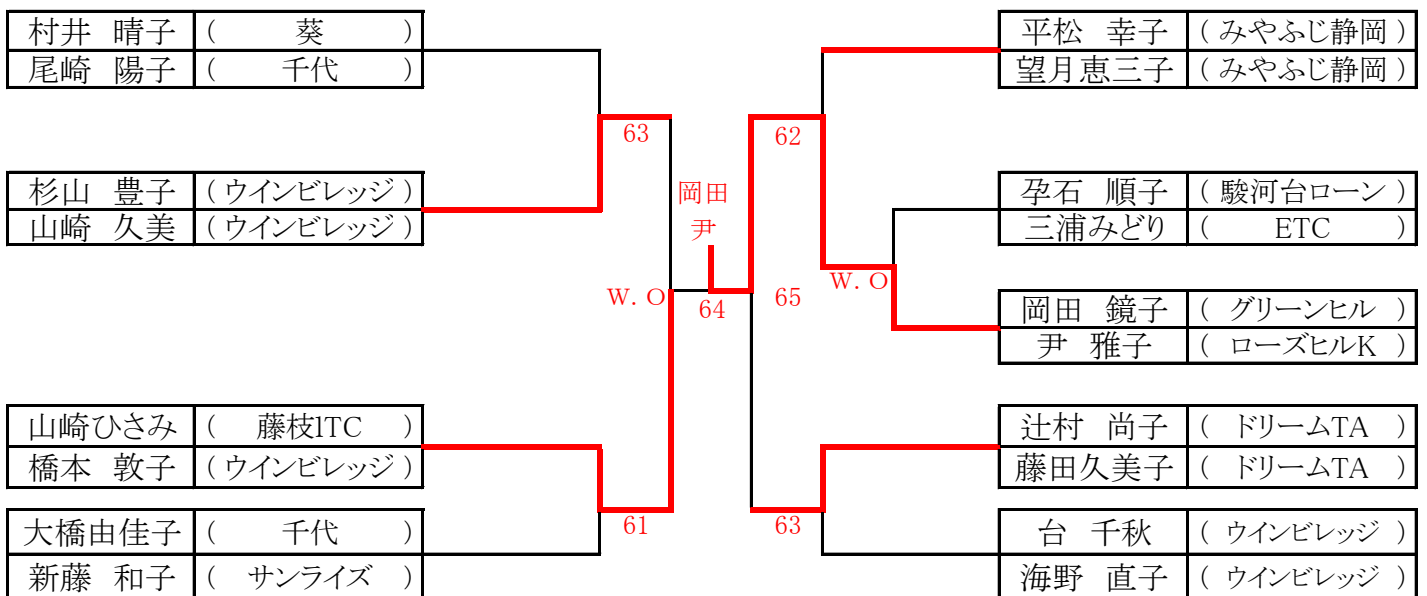 村井 晴子 ( 葵 )
尾崎 陽子 ( 千代 )
63
杉山 豊子 ( ウインビレッジ )
山崎 久美 ( ウインビレッジ )
W. O
山崎ひさみ ( 藤枝ITC )
橋本 敦子 ( ウインビレッジ )
61
大橋由佳子 ( 千代 )
新藤 和子 ( サンライズ )
岡田
尹
64
平松 幸子 ( みやふじ静岡 )
望月恵三子 ( みやふじ静岡 )
62
孕石 順子 ( 駿河台ローン )
三浦みどり ( ETC )
W. O
岡田 鏡子 ( グリーンヒル )
尹 雅子 ( ローズヒルK )
65
辻村 尚子 ( ドリームTA )
藤田久美子 ( ドリームTA )
63
台 千秋 ( ウインビレッジ )
海野 直子 ( ウインビレッジ )